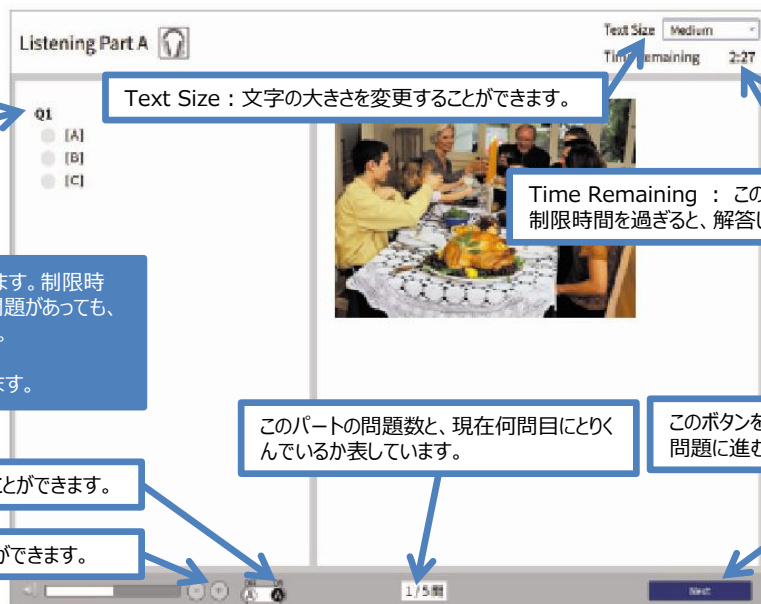 Listening Part A
Text Size Medium
Time Remaining 2:27
Text Size : 文字の大きさを変更することができます。
Q1
[A]
[B]
[C]
Time Remaining : この
制限時間を過ぎると、解答し
ます。制限時
問題があっても、
。
ます。
このパートの問題数と、現在何問目にとりく
んでいるか表しています。
このボタンを
問題に進む
ことができます。
ができます。
1/5問
Next